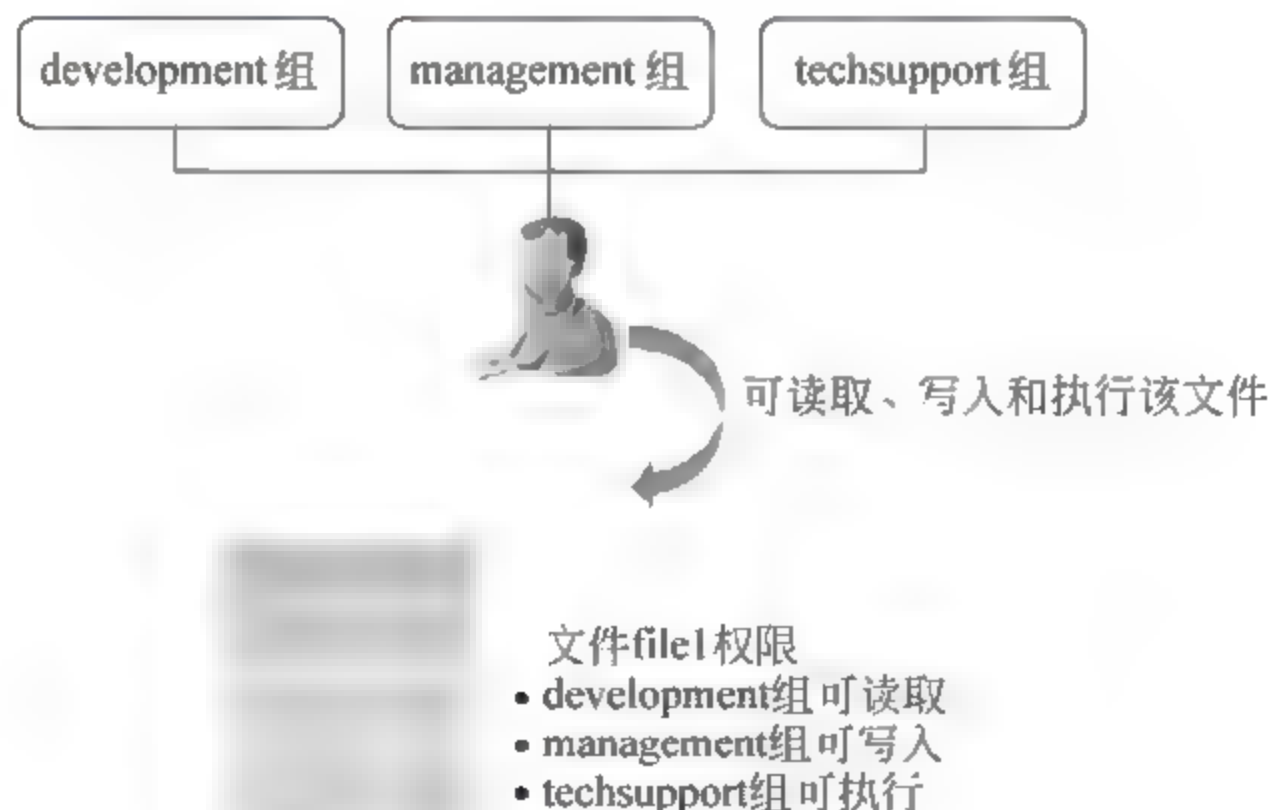 development 组
management 组
techsupport 组
可读取、写入和执行该文件
文件file1权限
• development组可读取
• management组可写入
• techsupport组可执行